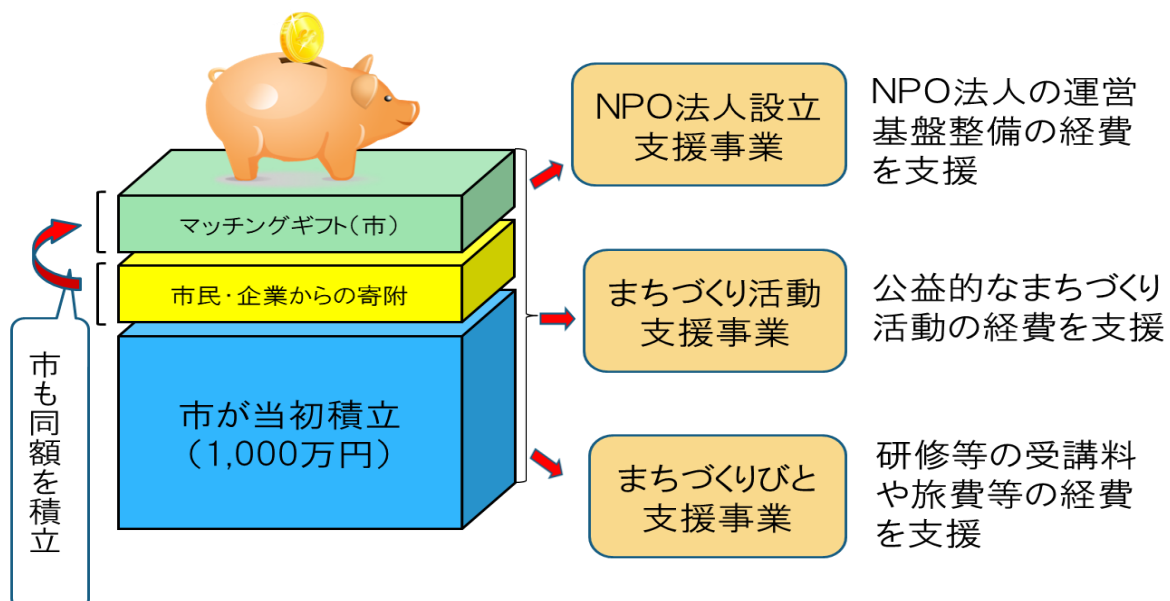 マッチングギフト(市)
市民・企業からの寄附
市が当初積立
(1,000万円)
市も同額を積立
NPO法人設立
支援事業
NPO法人の運営
基盤整備の経費
を支援
まちづくり活動
支援事業
公益的なまちづくり
活動の経費を支援
まちづくりびと
支援事業
研修等の受講料
や旅費等の経費
を支援